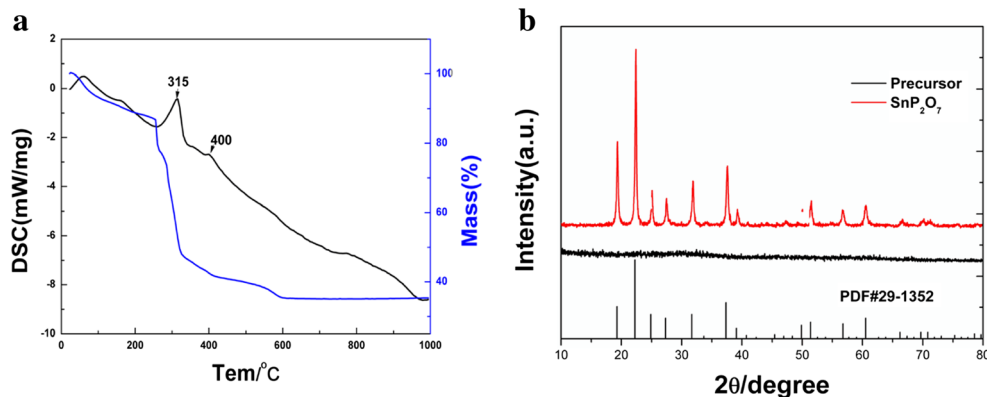 a
DSC(mW/mg)
2
0
-2
-4
-6
-8
-10
315
400
100
80
60
40
Mass(%)
0 200 400 600 800 1000
Tem/°C
b
Intensity(a.u.)
Precursor
SnP₂O₇
PDF#29-1352
10 20 30 40 50 60 70 80
2θ/degree